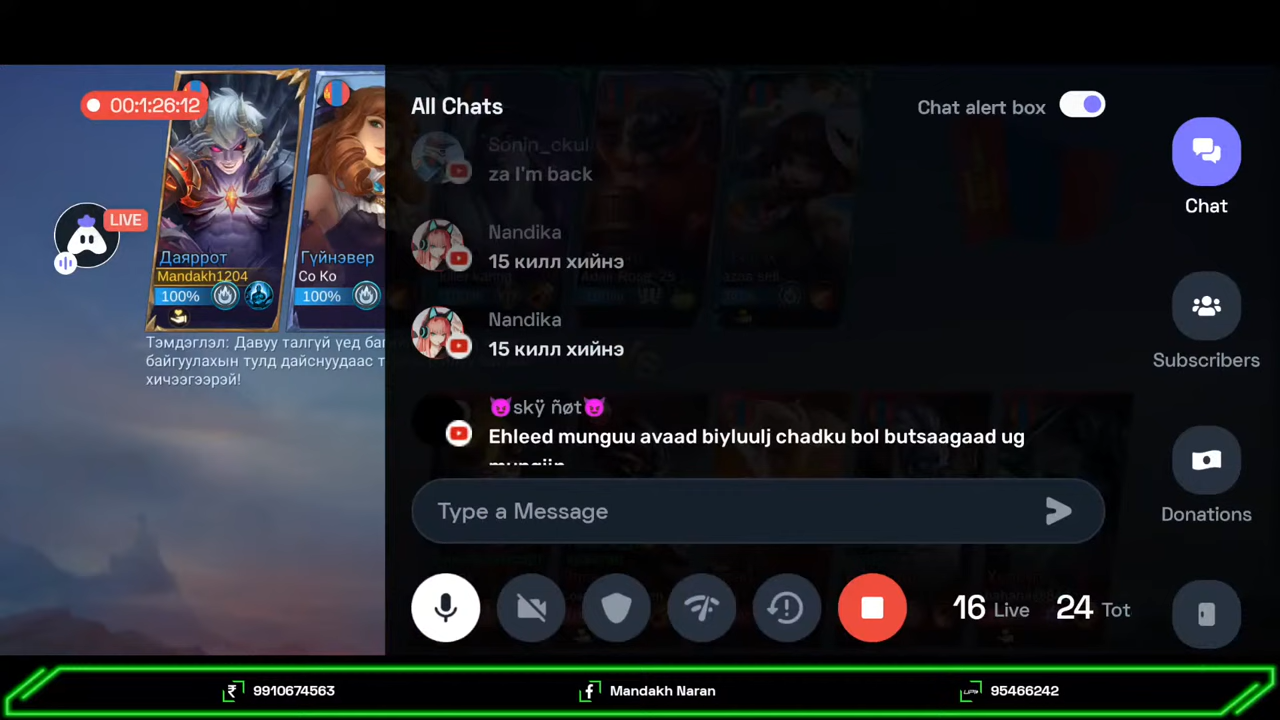 00:1:26:12
LIVE
Даяррот
Mandakh1204
100%
Гүйнэвер
Co Ko
100%
Тэмдэглэл: Давуу талгүй үед баг
байгуулахын тулд дайснуудаас т
хичээгээрэй!
All Chats
Chat alert box
Sonin_ckul
za I'm back
Nandika
15 килл хийнэ
Nandika
15 килл хийнэ
😈skÿ ñøt😈
Ehleed munguu avaad biyluulj chadku bol butsaagaad ug
Type a Message
16 Live 24 Tot
Chat
Subscribers
Donations
9910674563
Mandakh Naran
95466242